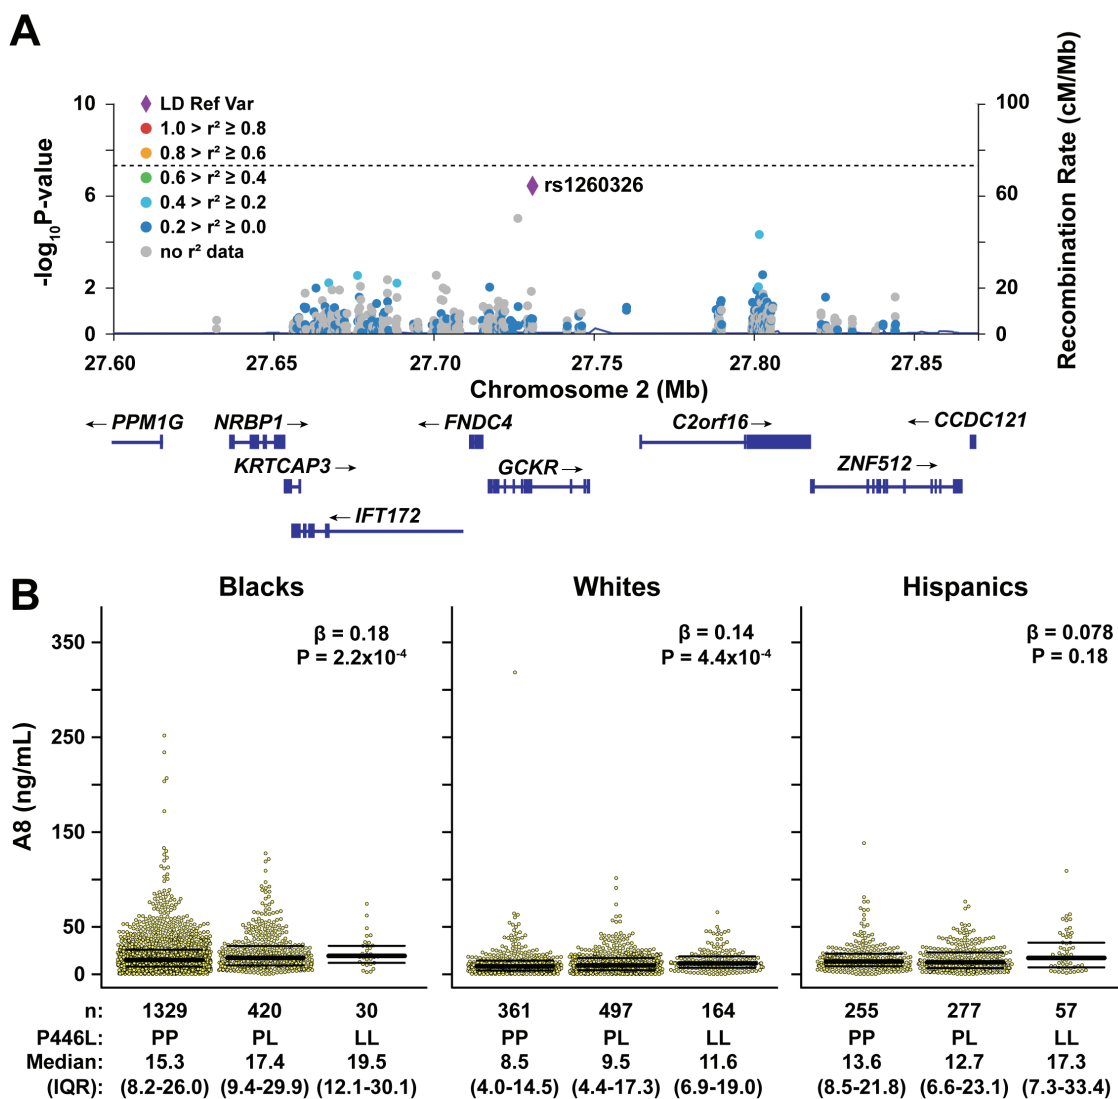 A
-log10P-value
Recombination Rate (cM/Mb)
10
6
2
0
100
60
20
0
LD Ref Var
1.0 > r² ≥ 0.8
0.8 > r² ≥ 0.6
0.6 > r² ≥ 0.4
0.4 > r² ≥ 0.2
0.2 > r² ≥ 0.0
no r² data
rs1260326
27.60 27.65 27.70 27.75 27.80 27.85
Chromosome 2 (Mb)
← PPM1G NRBP1 → ← FNDC4 C2orf16 → ← CCDC121
KRTCAP3 → GCKR → ZNF512 →
← IFT172
B
Blacks Whites Hispanics
A8 (ng/mL)
350
250
150
50
0
β = 0.18
P = 2.2x10-4
β = 0.14
P = 4.4x10-4
β = 0.078
P = 0.18
n: 1329 420 30 361 497 164 255 277 57
P446L: PP PL LL PP PL LL PP PL LL
Median: 15.3 17.4 19.5 8.5 9.5 11.6 13.6 12.7 17.3
(IQR): (8.2-26.0) (9.4-29.9) (12.1-30.1) (4.0-14.5) (4.4-17.3) (6.9-19.0) (8.5-21.8) (6.6-23.1) (7.3-33.4)